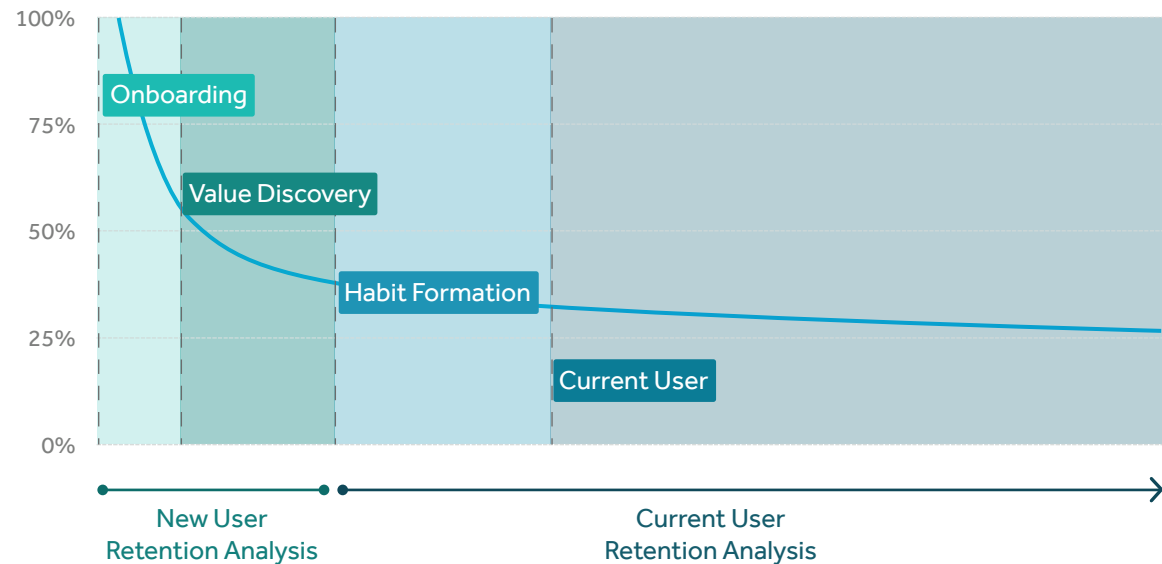 100%
Onboarding
75%
Value Discovery
50%
Habit Formation
25%
Current User
0%
New User
Retention Analysis
Current User
Retention Analysis